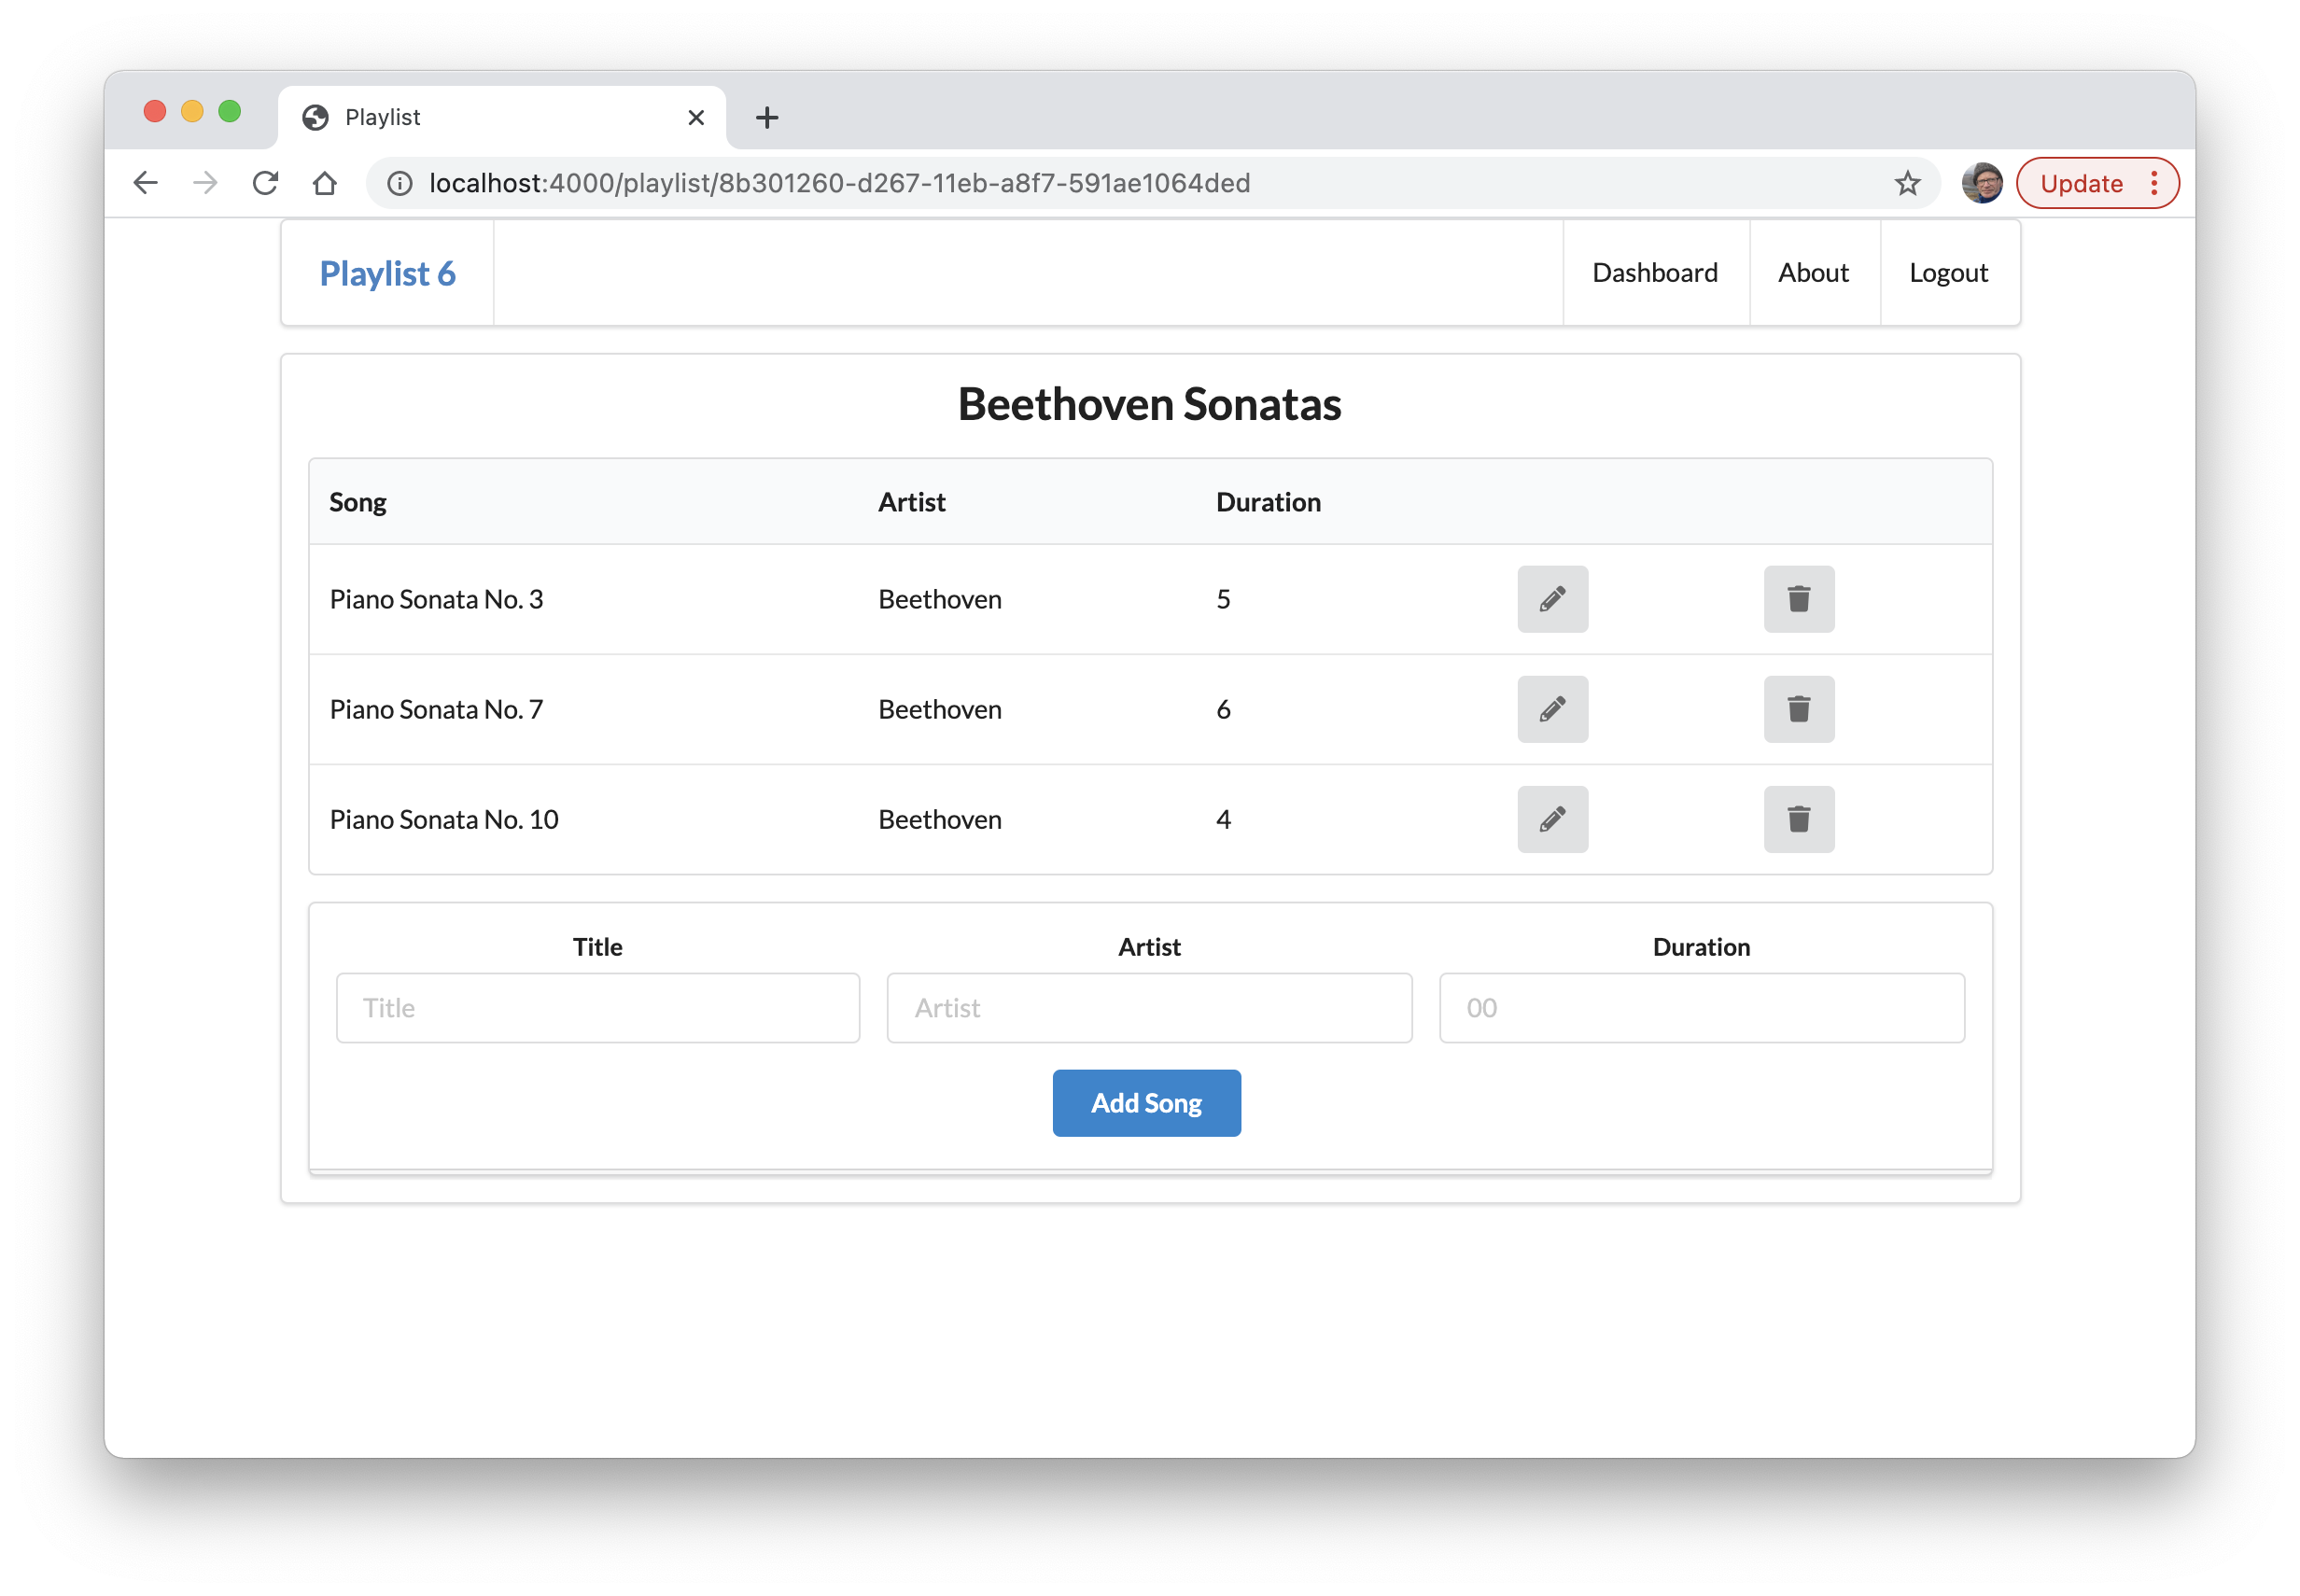 Playlist
localhost:4000/playlist/8b301260-d267-11eb-a8f7-591ae1064ded
Update
Playlist 6
Dashboard
About
Logout
Beethoven Sonatas
Song Artist Duration
Piano Sonata No. 3 Beethoven 5
Piano Sonata No. 7 Beethoven 6
Piano Sonata No. 10 Beethoven 4
Title Artist Duration
Title Artist 00
Add Song